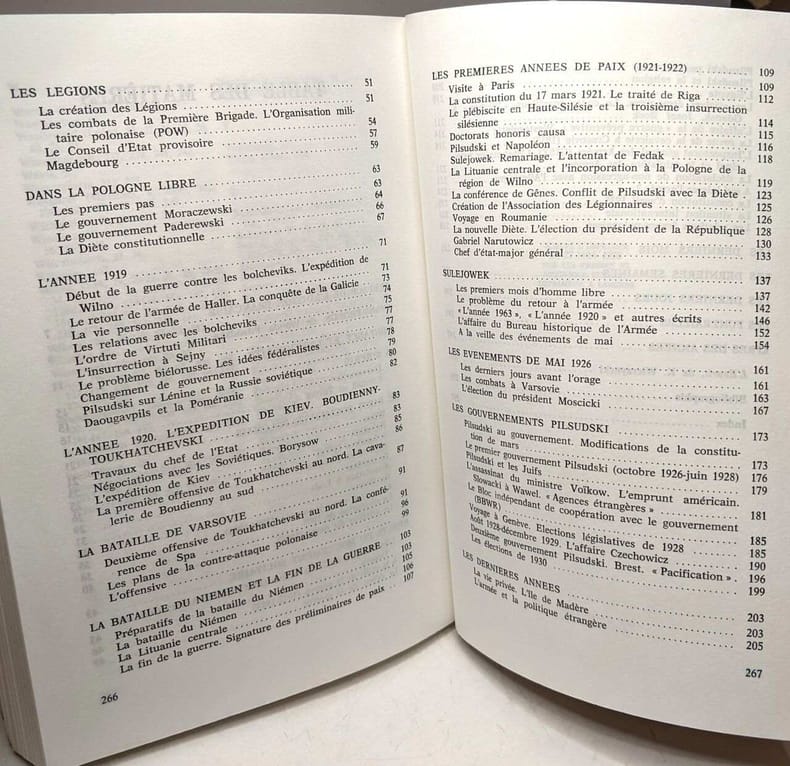 LES LEGIONS 51
La création des Légions 51
Les combats de la Première Brigade. L'Organisation mili-
taire polonaise (POW) 54
Le Conseil d'Etat provisoire 57
Magdebourg 59
DANS LA POLOGNE LIBRE 63
Les premiers pas 63
Le gouvernement Moraczewski 64
Le gouvernement Paderewski 66
La Diète constitutionnelle 67
L'ANNEE 1919 71
Début de la guerre contre les bolcheviks. L'expédition de
Wilno 71
Le retour de l'armée de Haller. La conquête de la Galicie 73
La vie personnelle 74
Les relations avec les bolcheviks 75
L'ordre de Virtuti Militari 77
L'insurrection à Sejny 77
Le problème biélorusse. Les idées fédéralistes 78
Changement de gouvernement 79
Pilsudski sur Lénine et la Russie soviétique 80
Daougavpils et la Poméranie 82
L'ANNEE 1920. L'EXPEDITION DE KIEV. BOUDIENNY-
TOUKHATCHEVSKI 83
Travaux du chef de l'Etat 83
Négociations avec les Soviétiques. Borysow 85
L'expédition de Kiev 86
La première offensive de Toukhatchevski au nord. La cava-
lerie de Boudienny au sud 87
LA BATAILLE DE VARSOVIE 91
Deuxième offensive de Toukhatchevski au nord. La confé-
rence de Spa 91
Les plans de la contre-attaque polonaise 96
L'offensive 99
LA BATAILLE DU NIEMEN ET LA FIN DE LA GUERRE 103
Préparatifs de la bataille du Niémen 103
La bataille du Niémen 105
La Lituanie centrale 106
La fin de la guerre. Signature des préliminaires de paix 107
266
LES PREMIERES ANNEES DE PAIX (1921-1922) 109
Visite à Paris 109
La constitution du 17 mars 1921. Le traité de Riga 112
Le plébiscite en Haute-Silésie et la troisième insurrection
silésienne 114
Doctorats honoris causa 115
Pilsudski et Napoléon 116
Sulejowek. Remariage. L'attentat de Fedak 118
La Lituanie centrale et l'incorporation à la Pologne de la
région de Wilno 119
La conférence de Gênes. Conflit de Pilsudski avec la Diète 123
Création de l'Association des Légionnaires 125
Voyage en Roumanie 126
La nouvelle Diète. L'élection du président de la République 128
Gabriel Narutowicz 130
Chef d'état-major général 133
SULEJOWEK 137
Les premiers mois d'homme libre 137
Le problème du retour à l'armée 142
« L'année 1963 », « L'année 1920 » et autres écrits 146
L'affaire du Bureau historique de l'Armée 152
A la veille des événements de mai 154
LES EVENEMENTS DE MAI 1926 161
Les derniers jours avant l'orage 161
Les combats à Varsovie 163
L'élection du président Moscicki 167
LES GOUVERNEMENTS PILSUDSKI 173
Pilsudski au gouvernement. Modifications de la constitu-
tion de mars 173
Le premier gouvernement Pilsudski (octobre 1926-juin 1928) 176
Pilsudski et les Juifs 179
L'assassinat du ministre Voïkow. L'emprunt américain.
Slowacki à Wawel. « Agences étrangères » 181
Le Bloc indépendant de coopération avec le gouvernement
(BBWR) 185
Voyage à Genève. Elections législatives de 1928 185
Août 1928-décembre 1929. L'affaire Czechowicz 190
Deuxième gouvernement Pilsudski. Brest. « Pacification ». 196
Les élections de 1930 199
LES DERNIERES ANNEES 203
La vie privée. L'île de Madère 203
L'armée et la politique étrangère 205
267